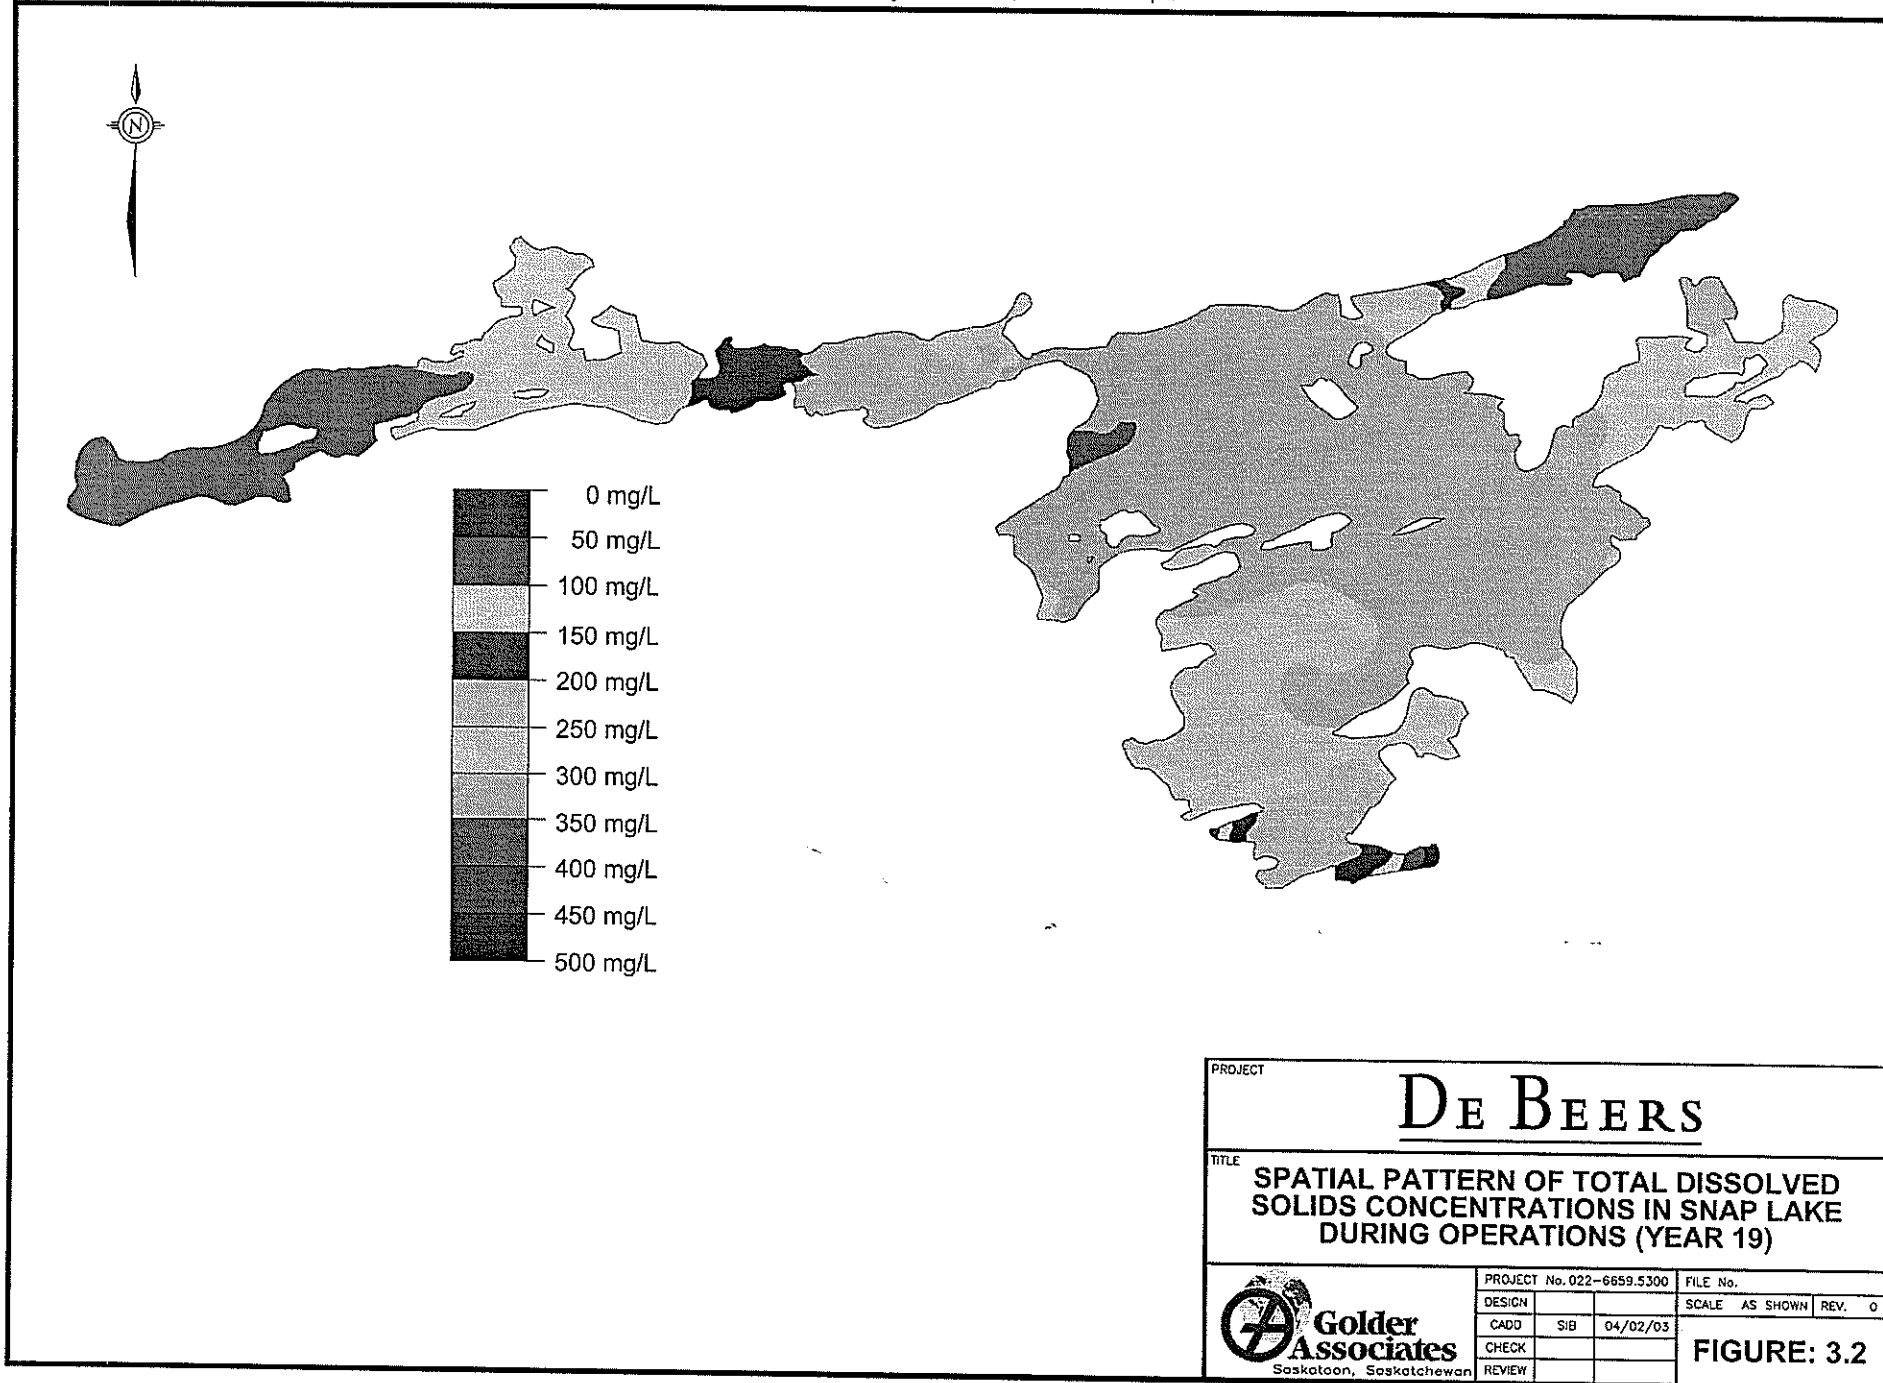 N
0 mg/L
50 mg/L
100 mg/L
150 mg/L
200 mg/L
250 mg/L
300 mg/L
350 mg/L
400 mg/L
450 mg/L
500 mg/L
PROJECT
DE BEERS
TITLE
SPATIAL PATTERN OF TOTAL DISSOLVED
SOLIDS CONCENTRATIONS IN SNAP LAKE
DURING OPERATIONS (YEAR 19)
Golder
Associates
Saskatoon, Saskatchewan
PROJECT No. 022-6659.5300
FILE No.
DESIGN
SCALE AS SHOWN
REV. 0
CADD
SIB
04/02/03
CHECK
REVIEW
FIGURE: 3.2